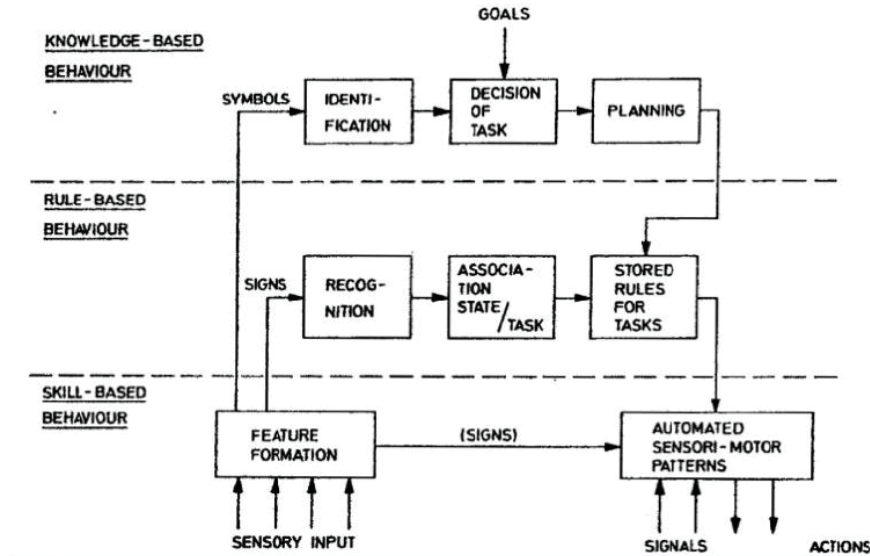 GOALS
KNOWLEDGE-BASED
BEHAVIOUR
SYMBOLS
IDENTI-
FICATION
DECISION
OF
TASK
PLANNING
RULE-BASED
BEHAVIOUR
SIGNS
RECOG-
NITION
ASSOCIA-
TION
STATE/
TASK
STORED
RULES
FOR
TASKS
SKILL-BASED
BEHAVIOUR
FEATURE
FORMATION
(SIGNS)
AUTOMATED
SENSORI-MOTOR
PATTERNS
SENSORY INPUT
SIGNALS
ACTIONS